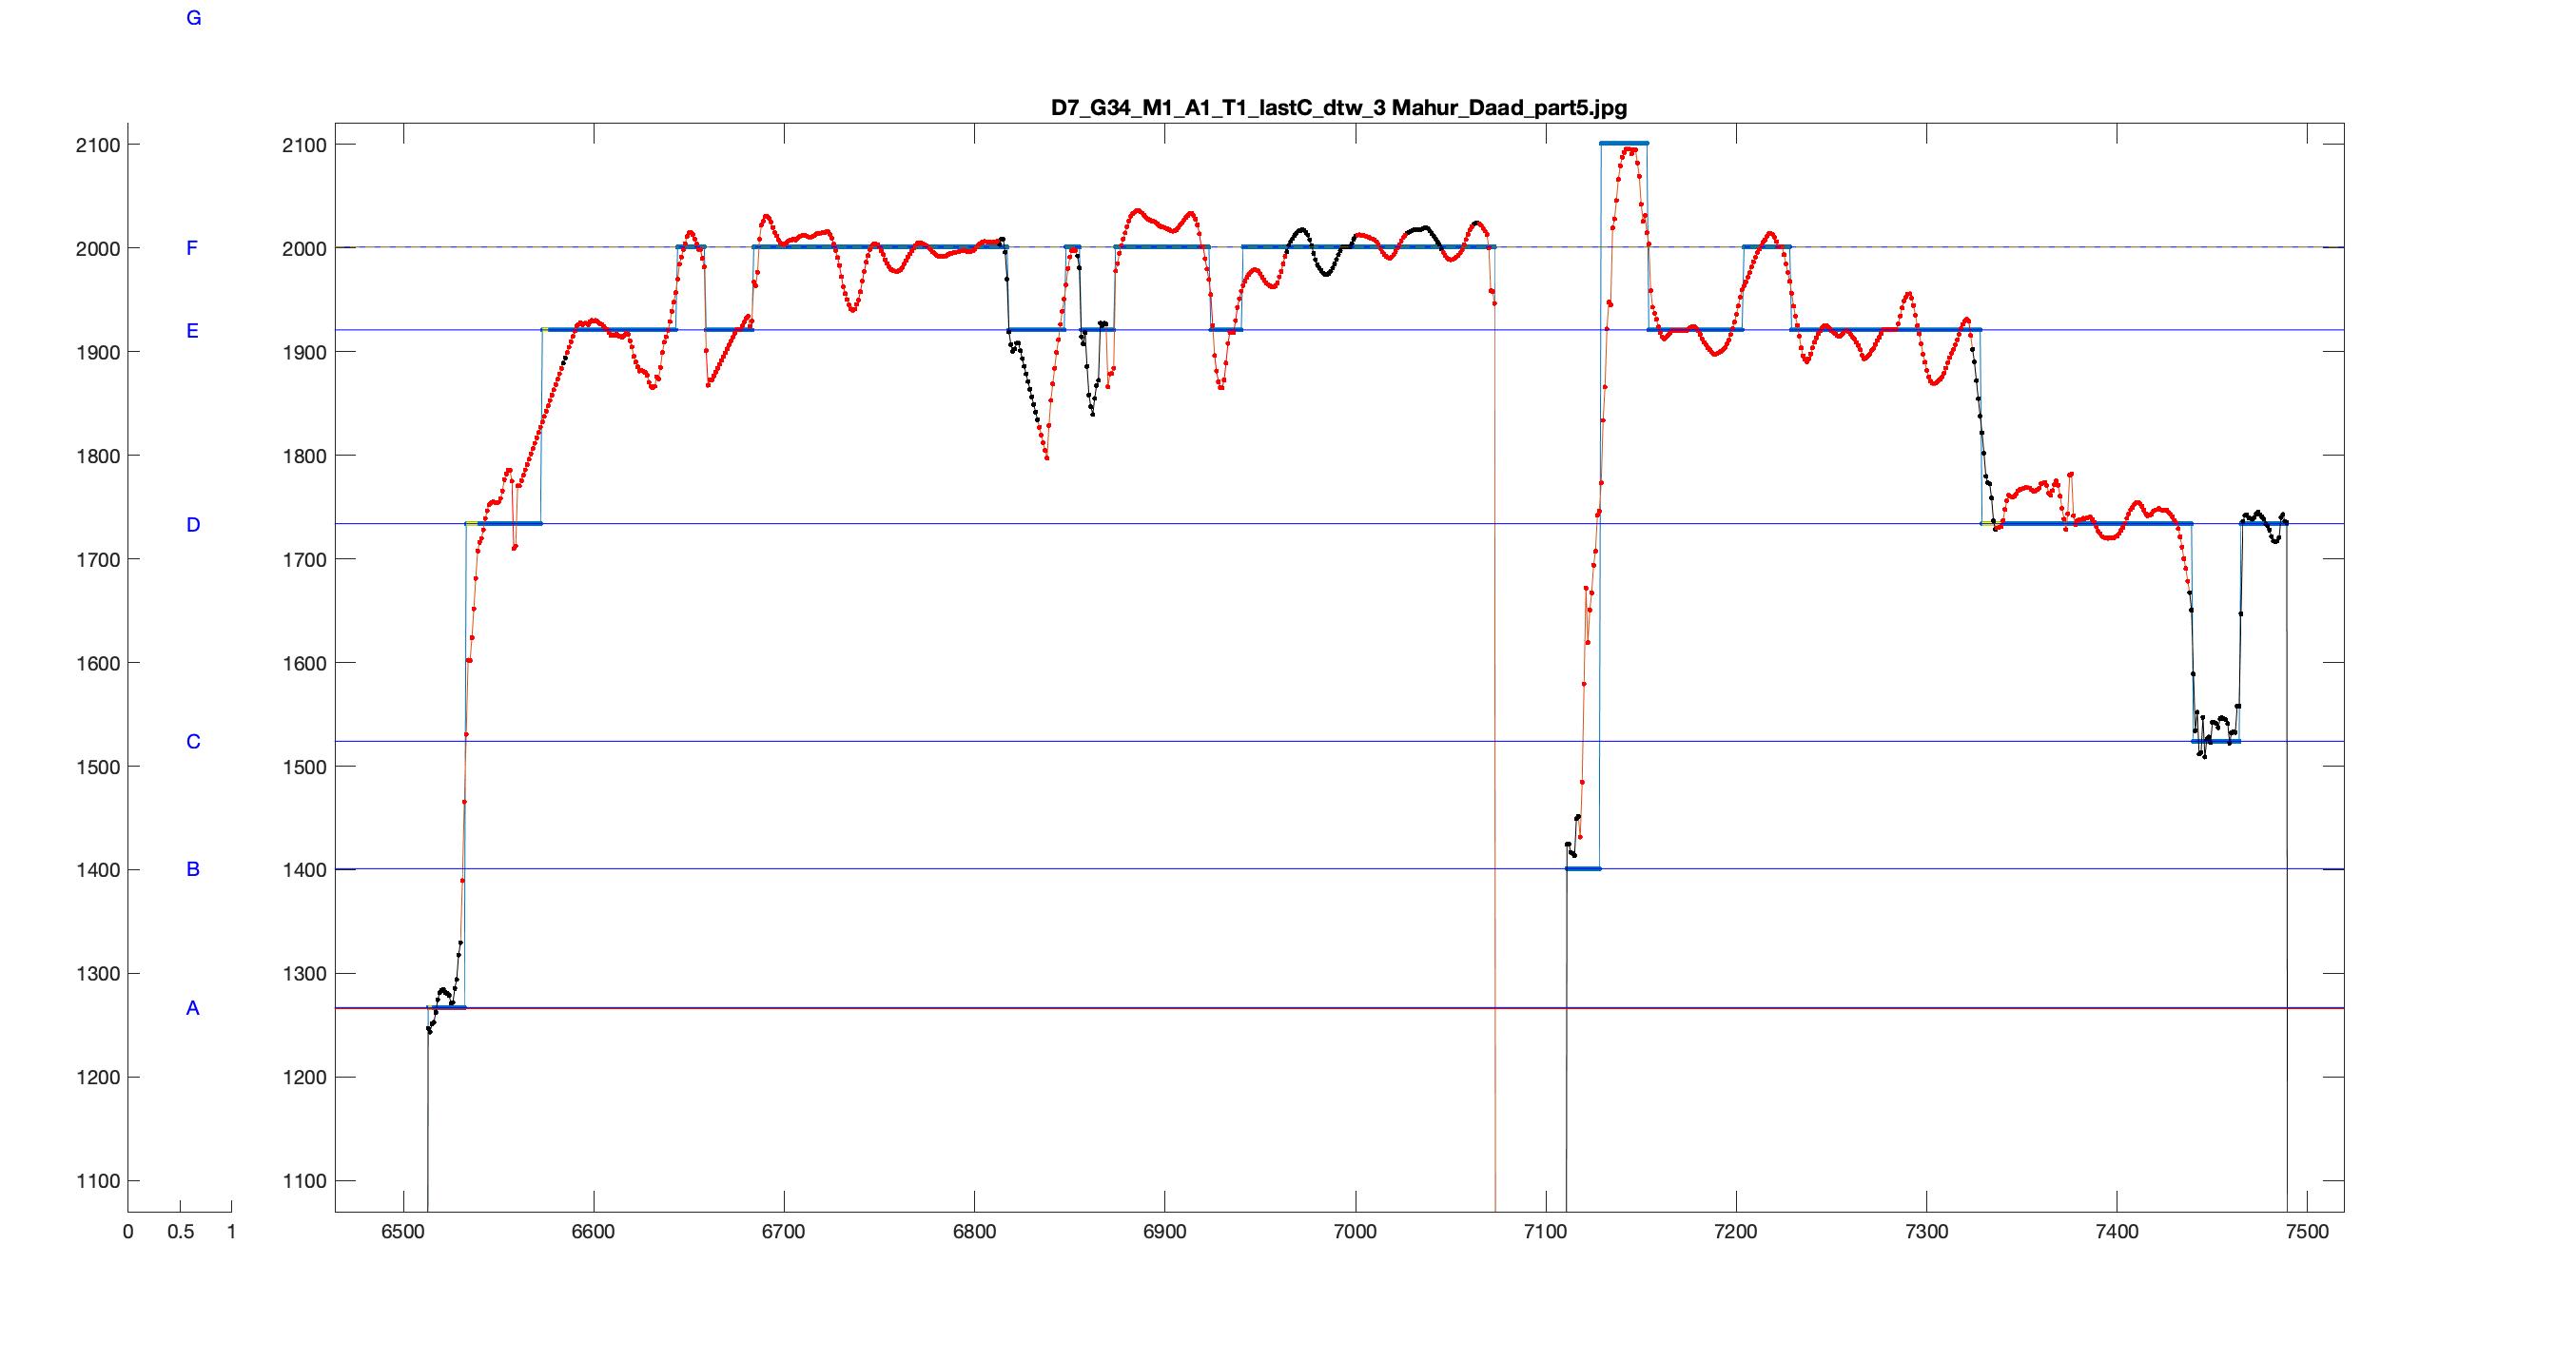 G
D7_G34_M1_A1_T1_lastC_dtw_3 Mahur_Daad_part5.jpg
2100 2100
2000 F 2000
E
1900 1900
1800 1800
D
1700 1700
1600 1600
C
1500 1500
1400 B 1400
1300 1300
A
1200 1200
1100 1100
0 0.5 1 6500 6600 6700 6800 6900 7000 7100 7200 7300 7400 7500